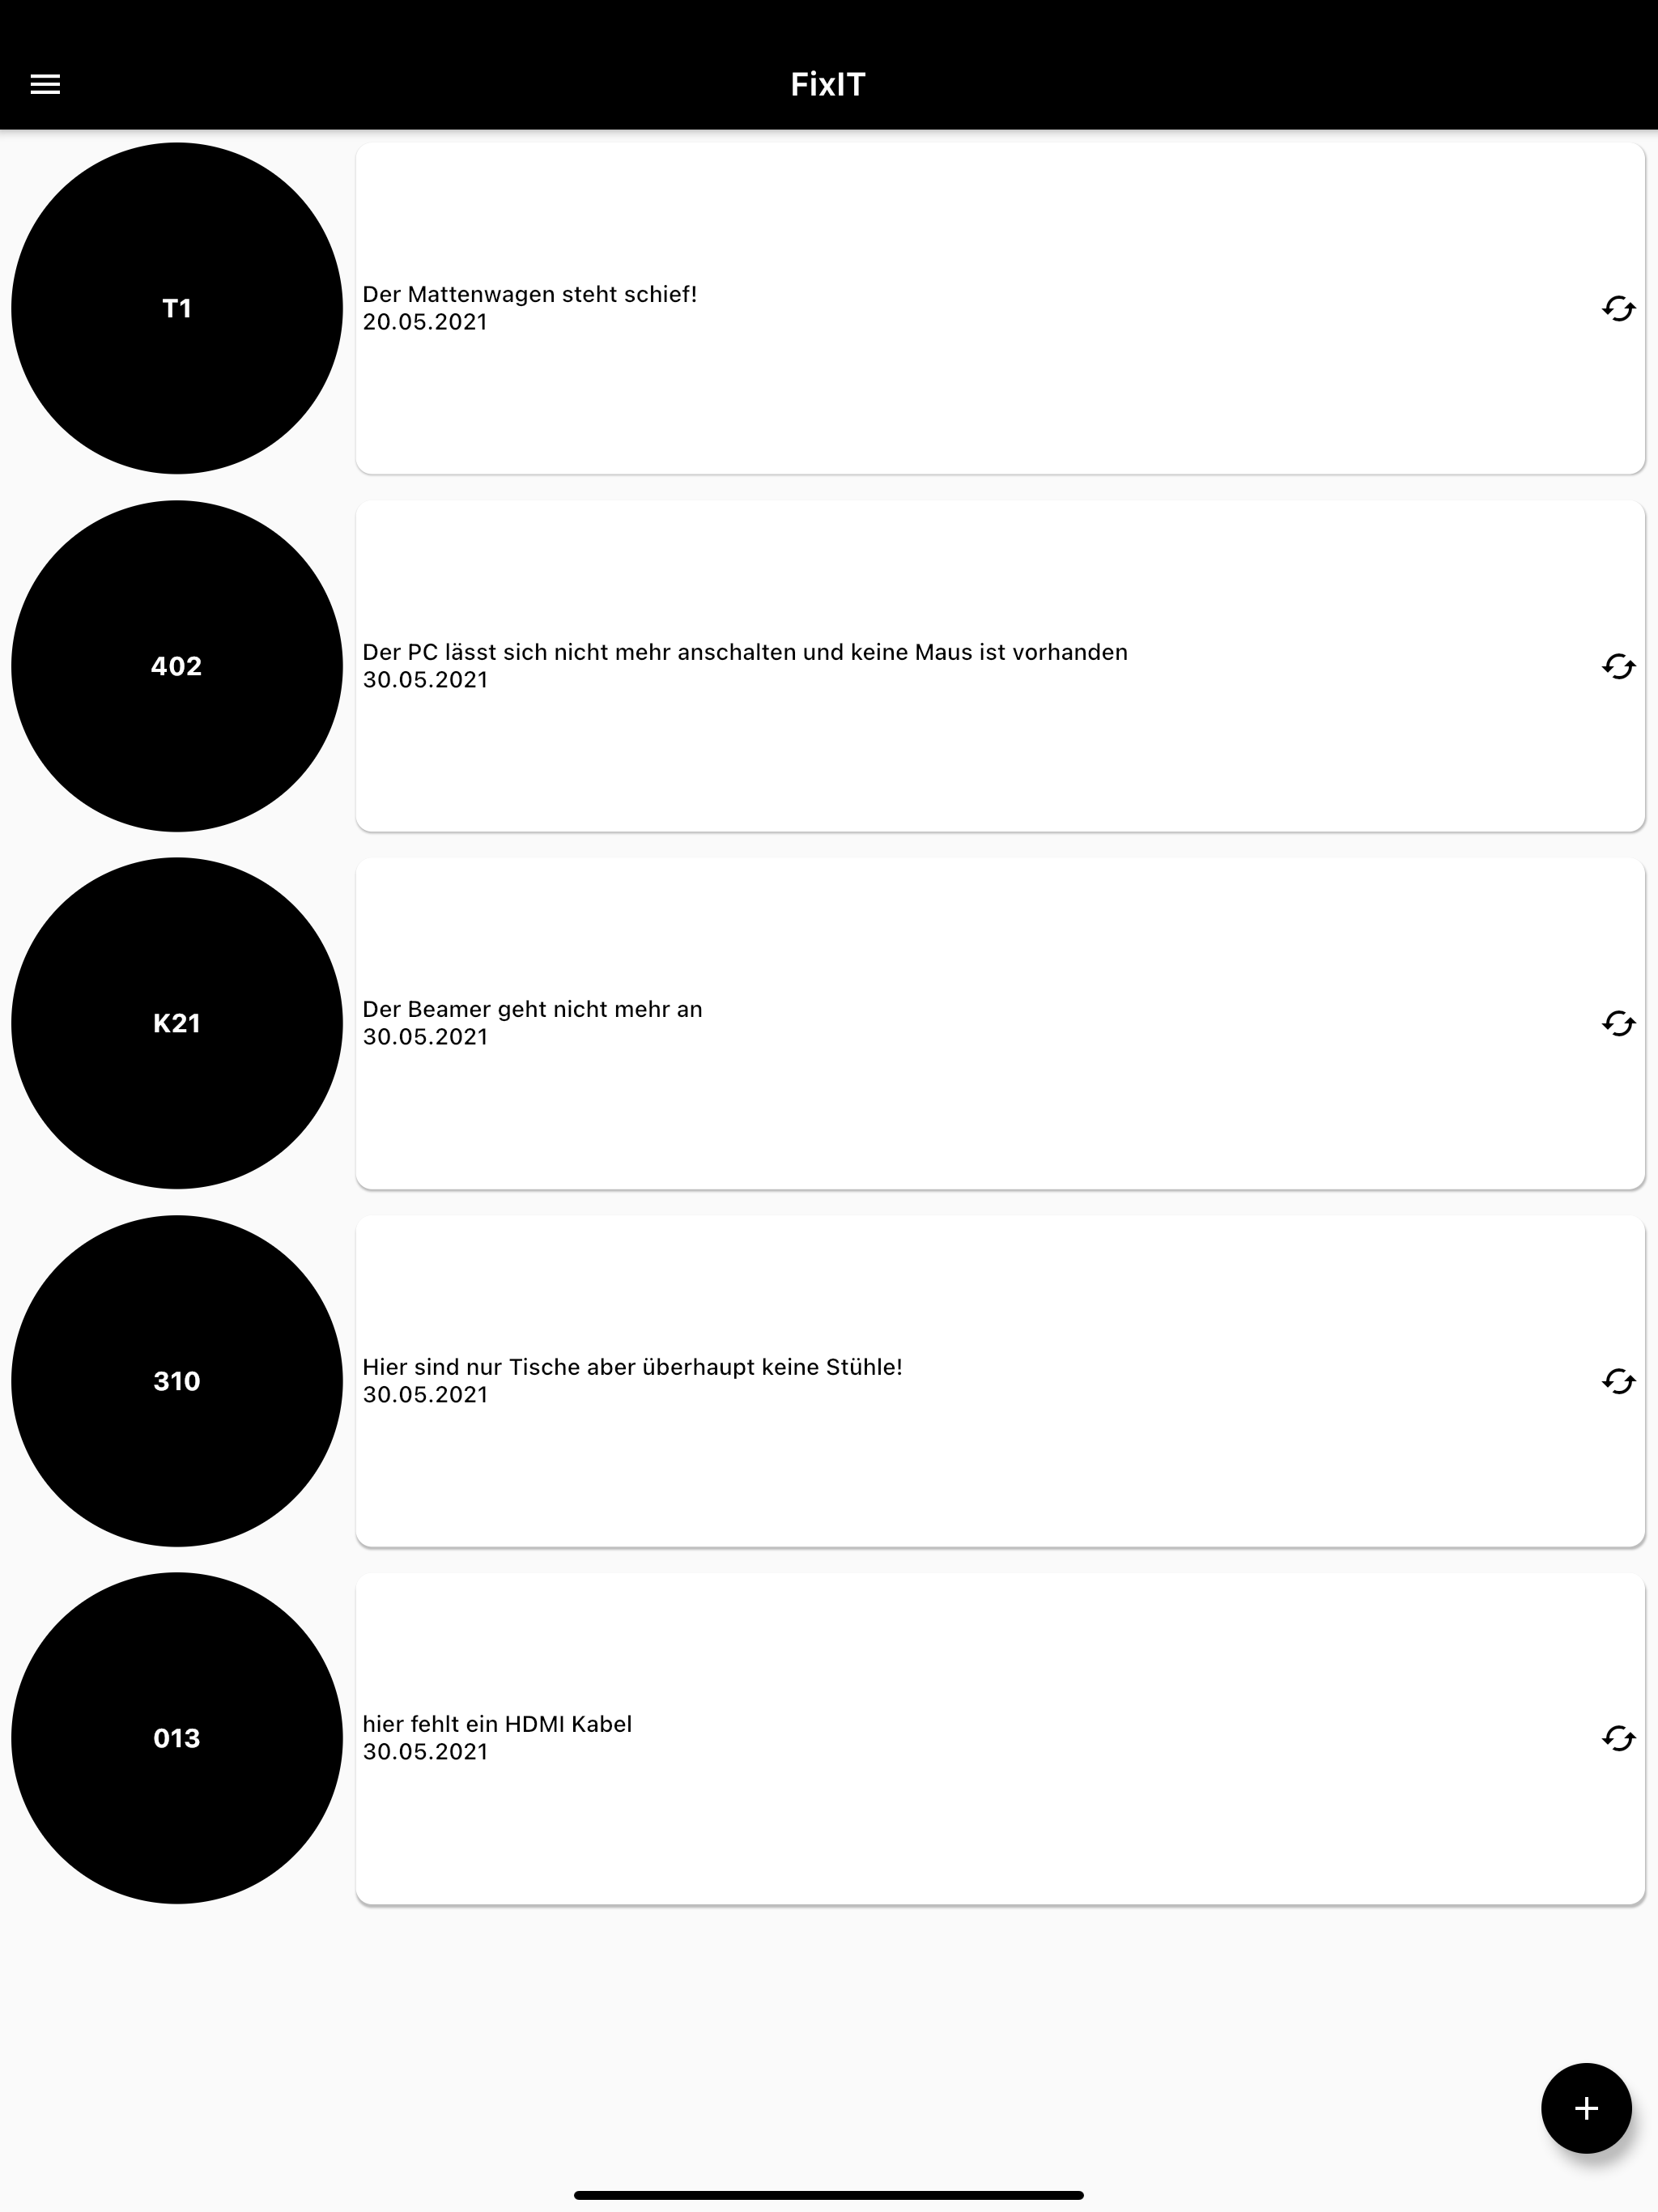 FixIT
T1
Der Mattenwagen steht schief!
20.05.2021
402
Der PC lässt sich nicht mehr anschalten und keine Maus ist vorhanden
30.05.2021
K21
Der Beamer geht nicht mehr an
30.05.2021
310
Hier sind nur Tische aber überhaupt keine Stühle!
30.05.2021
013
hier fehlt ein HDMI Kabel
30.05.2021